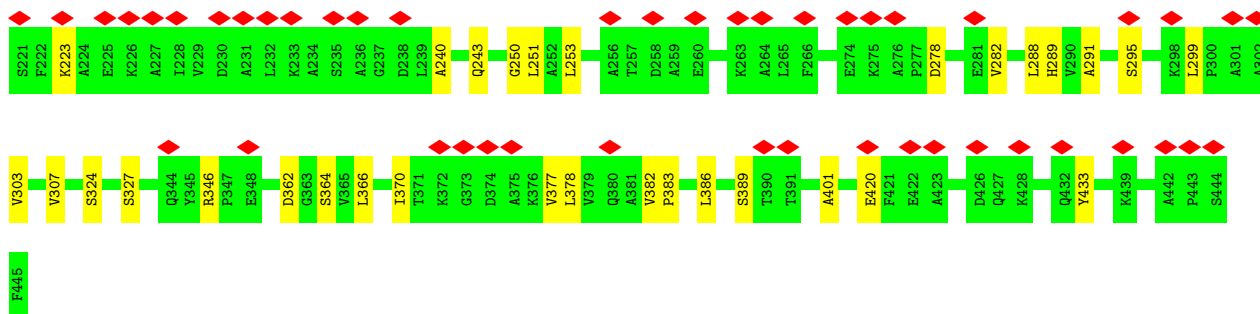 S221 F222 K223 A224 E225 K226 A227 I228 V229 D230 A231 L232 K233 A234 S235 A236 G237 D238 L239 A240 Q243 G250 L251 A252 L253 A256 T257 D258 A259 E260 K263 A264 L265 F266 E274 K275 A276 P277 D278 E281 V282 L288 H289 V290 A291 S295 K298 L299 P300 A301 A302
V303 V307 S324 S327 Q344 Y345 R346 P347 E348 D362 G363 S364 V365 L366 I370 T371 K372 G373 D374 A375 K376 V377 L378 V379 Q380 A381 V382 P383 L386 S389 T390 T391 A401 E420 F421 E422 A423 D426 Q427 K428 Q432 Y433 K439 A442 P443 S444
F445